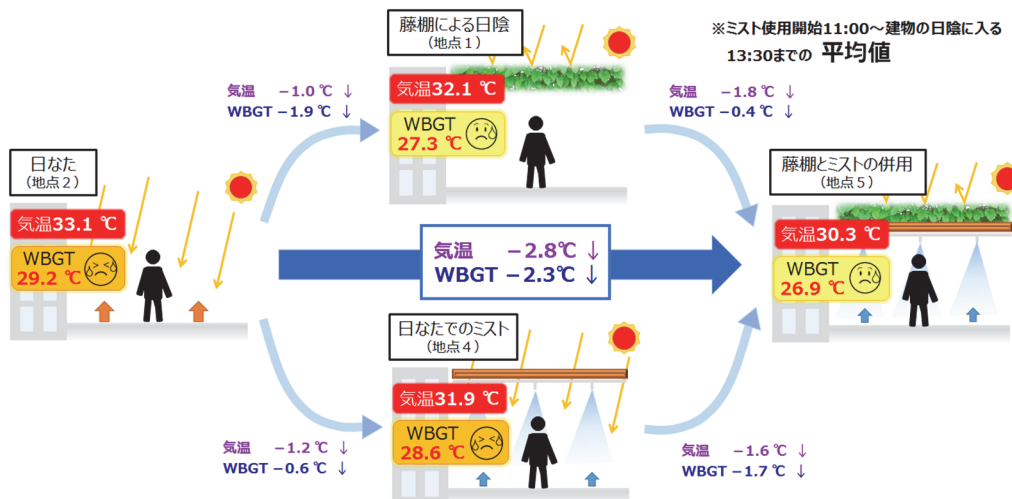 藤棚による日陰
(地点1)
※ミスト使用開始11:00～建物の日陰に入る
13:30までの 平均値
気温 −1.0℃ ↓
WBGT −1.9℃ ↓
気温32.1 ℃
WBGT
27.3 ℃
気温 −1.8℃ ↓
WBGT −0.4℃ ↓
日なた
(地点2)
気温33.1 ℃
WBGT
29.2 ℃
気温 −2.8℃ ↓
WBGT −2.3℃ ↓
藤棚とミストの併用
(地点5)
気温30.3 ℃
WBGT
26.9 ℃
日なたでのミスト
(地点4)
気温31.9 ℃
WBGT
28.6 ℃
気温 −1.2℃ ↓
WBGT −0.6℃ ↓
気温 −1.6℃ ↓
WBGT −1.7℃ ↓